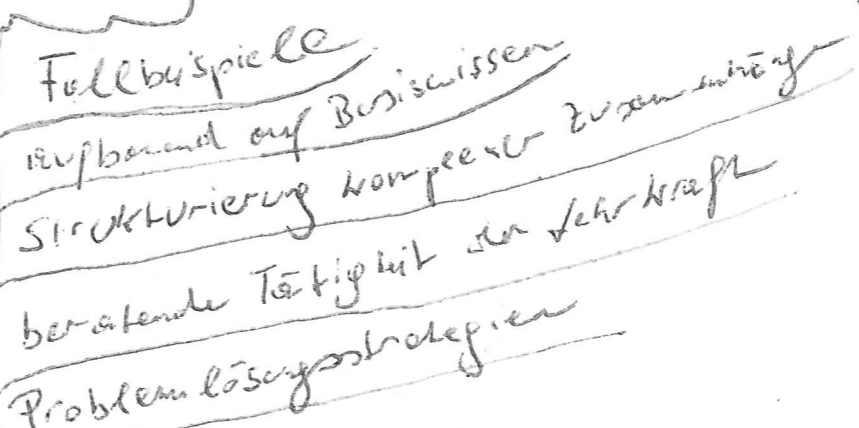 Fallbeispiele
aufbauend auf Basiswissen
Strukturierung komplexer Zusammenhänge
beratende Tätigkeit der Lehrkraft
Problemlösungsstrategien